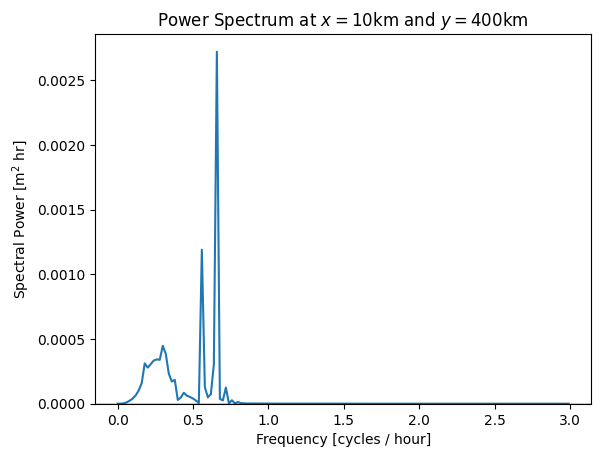 Power Spectrum at x = 10km and y = 400km
0.0025
0.0020
0.0015
0.0010
0.0005
0.0000
Spectral Power [m² hr]
0.0 0.5 1.0 1.5 2.0 2.5 3.0
Frequency [cycles / hour]